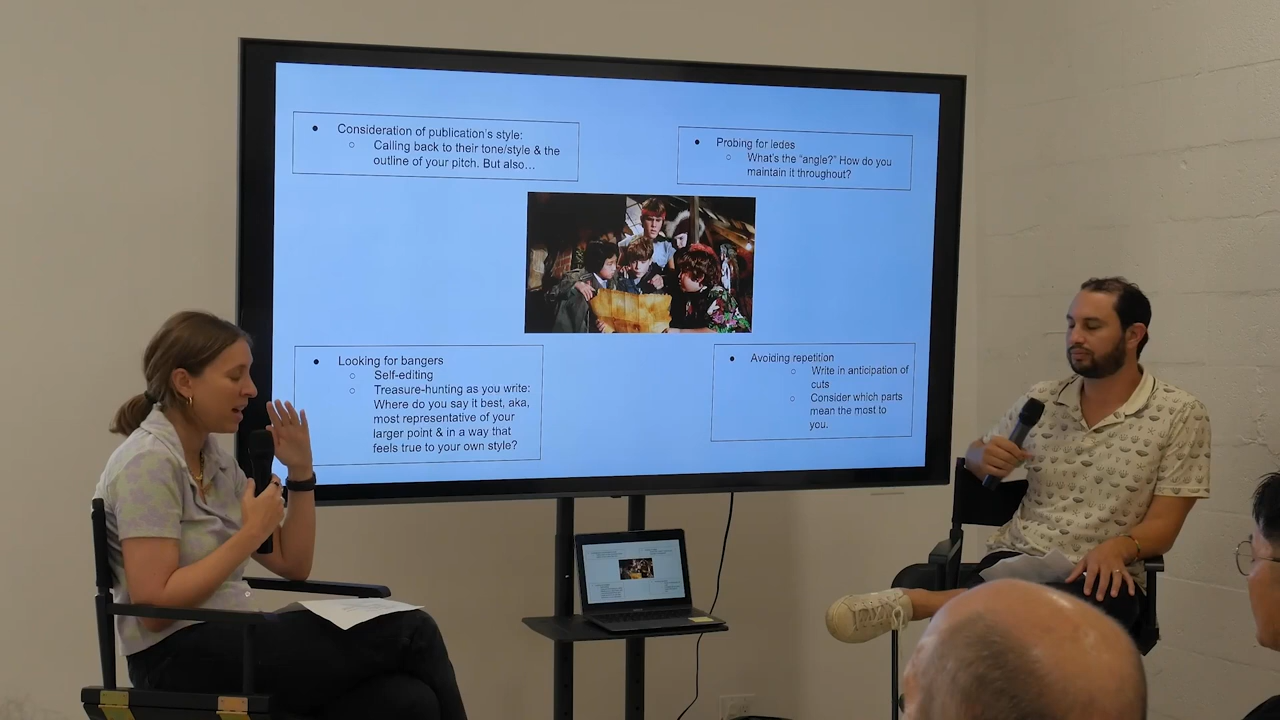 ● Consideration of publication's style:
○ Calling back to their tone/style & the
outline of your pitch. But also…
● Probing for ledes
○ What's the “angle?” How do you
maintain it throughout?
● Looking for bangers
○ Self-editing
○ Treasure-hunting as you write:
Where do you say it best, aka,
most representative of your
larger point & in a way that
feels true to your own style?
● Avoiding repetition
○ Write in anticipation of
cuts
○ Consider which parts
mean the most to
you.